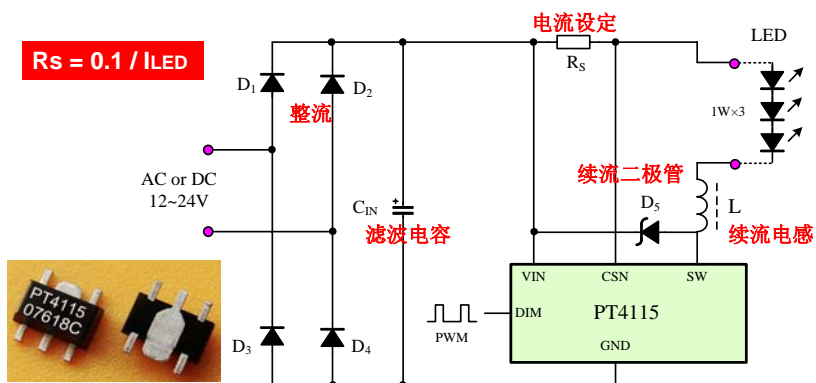 Rs = 0.1 / ILED
电流设定
RS
LED
D1
D2
整流
1W×3
AC or DC
12~24V
CIN
滤波电容
续流二极管
D5
L
续流电感
VIN
CSN
SW
DIM
PT4115
GND
PWM
D3
D4
PT4115
07618C